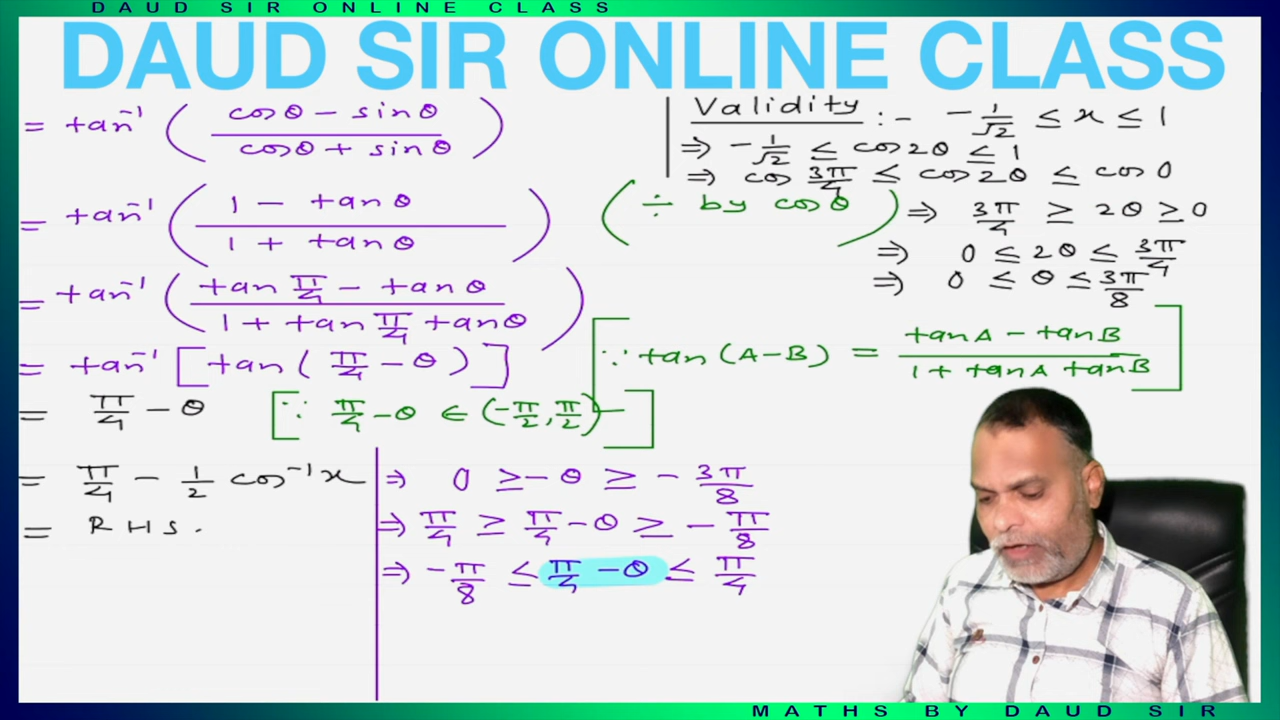 DAUD SIR ONLINE CLASS
DAUD SIR ONLINE CLASS
= tan⁻¹ ( (cosθ − sinθ) / (cosθ + sinθ) )
= tan⁻¹ ( (1 − tanθ) / (1 + tanθ) ) (÷ by cosθ)
= tan⁻¹ ( (tan π/4 − tanθ) / (1 + tan π/4 tanθ) )
= tan⁻¹ [ tan ( π/4 − θ ) ] [ ∵ tan (A−B) = (tanA − tanB) / (1 + tanA tanB) ]
= π/4 − θ [ ∵ π/4 − θ ∈ (−π/2, π/2) ]
= π/4 − 1/2 cos⁻¹x
= RHS.
Validity :- −1/√2 ≤ x ≤ 1
⇒ −1/√2 ≤ cos2θ ≤ 1
⇒ cos 3π/4 ≤ cos2θ ≤ cos0
⇒ 3π/4 ≥ 2θ ≥ 0
⇒ 0 ≤ 2θ ≤ 3π/4
⇒ 0 ≤ θ ≤ 3π/8
⇒ 0 ≥ −θ ≥ −3π/8
⇒ π/4 ≥ π/4 − θ ≥ −π/8
⇒ −π/8 ≤ π/4 − θ ≤ π/4
MATHS BY DAUD SIR